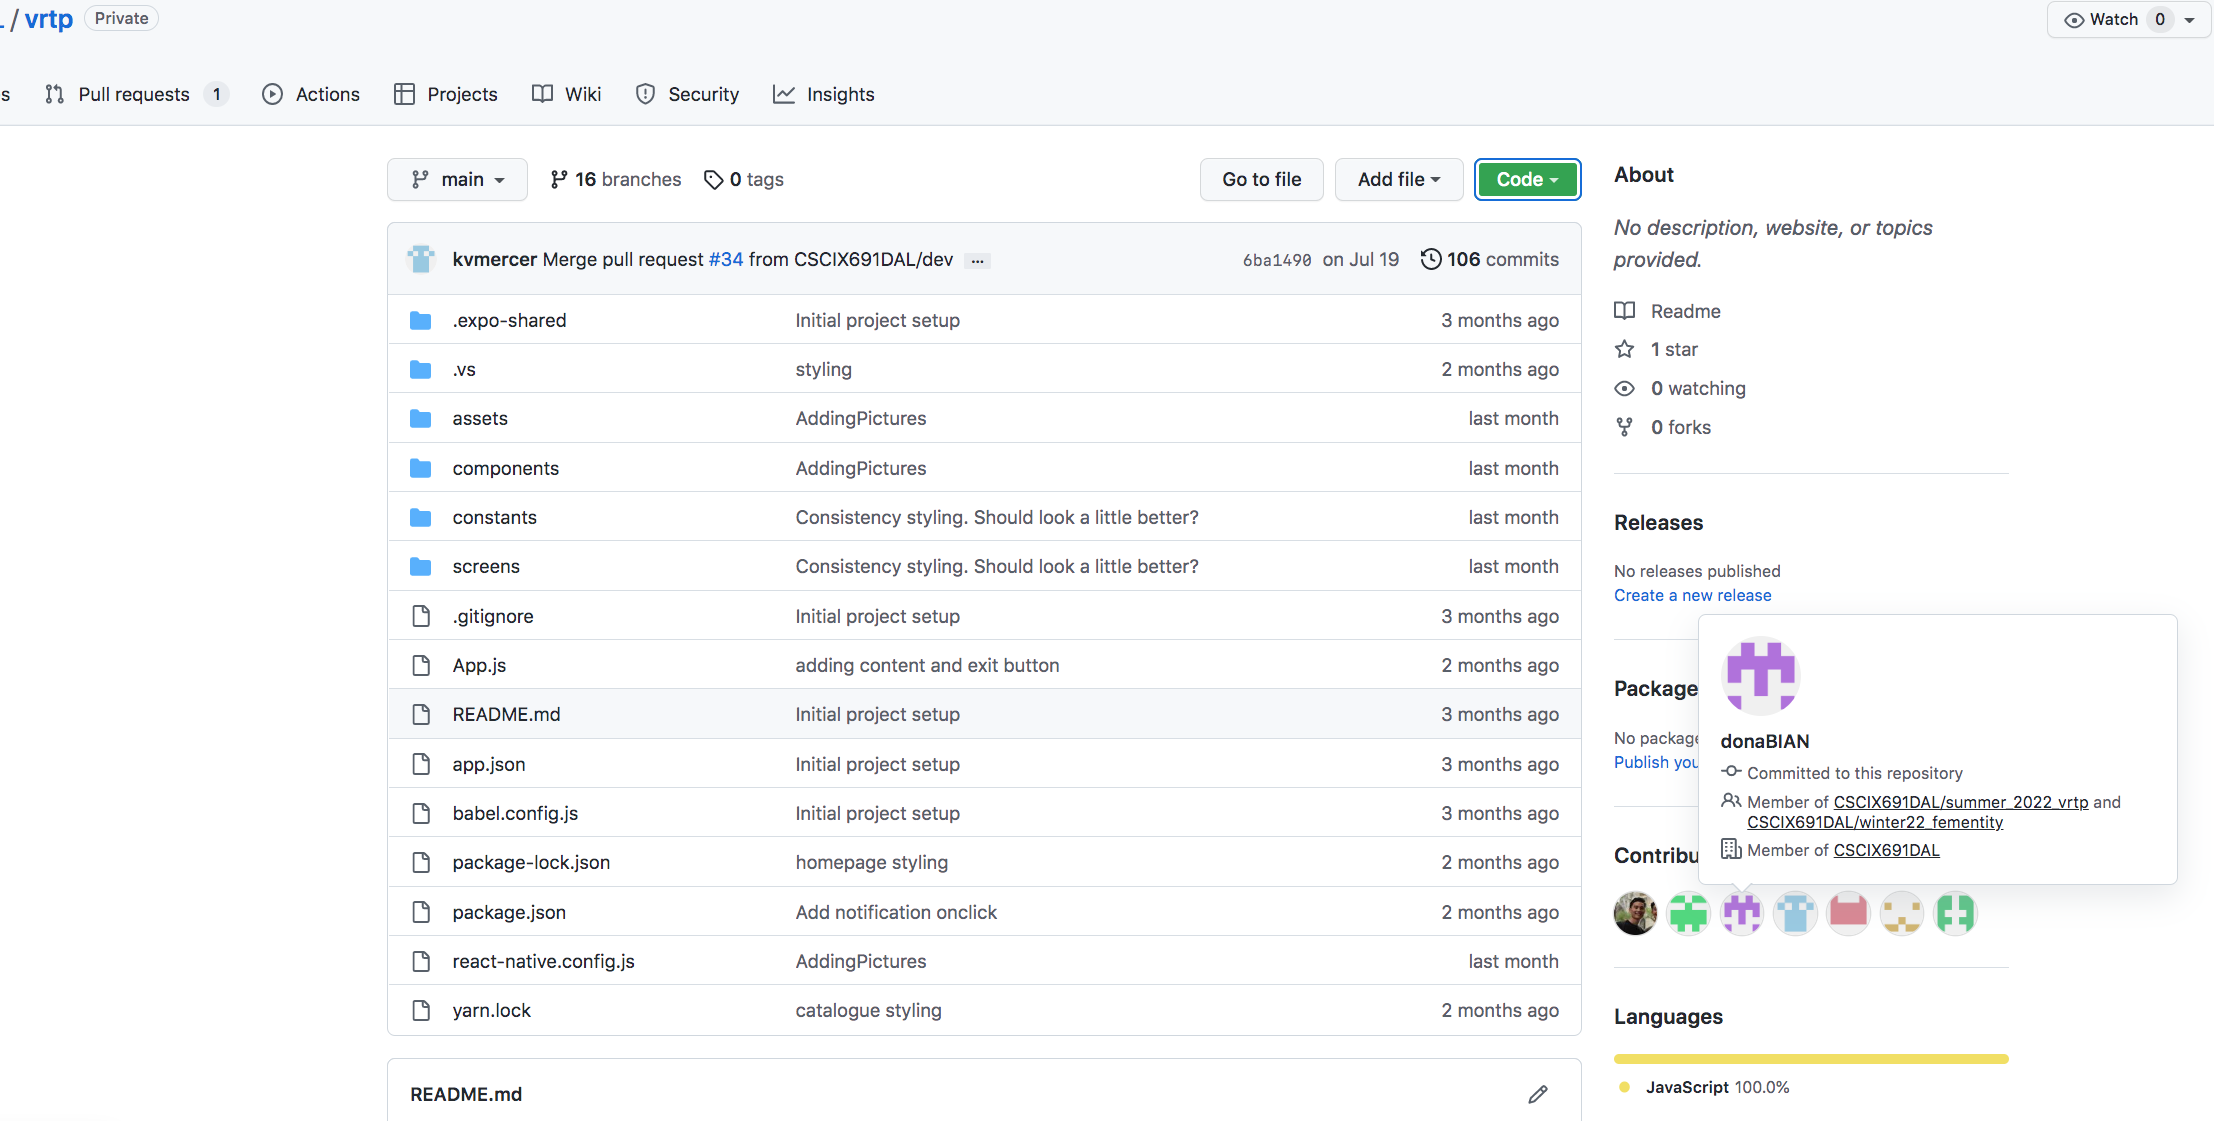 / vrtp Private
Watch 0
s Pull requests 1 Actions Projects Wiki Security Insights
main 16 branches 0 tags Go to file Add file Code
kvmercer Merge pull request #34 from CSCIX691DAL/dev ... 6ba1490 on Jul 19 106 commits
.expo-shared Initial project setup 3 months ago
.vs styling 2 months ago
assets AddingPictures last month
components AddingPictures last month
constants Consistency styling. Should look a little better? last month
screens Consistency styling. Should look a little better? last month
.gitignore Initial project setup 3 months ago
App.js adding content and exit button 2 months ago
README.md Initial project setup 3 months ago
app.json Initial project setup 3 months ago
babel.config.js Initial project setup 3 months ago
package-lock.json homepage styling 2 months ago
package.json Add notification onclick 2 months ago
react-native.config.js AddingPictures last month
yarn.lock catalogue styling 2 months ago
README.md
About
No description, website, or topics
provided.
Readme
1 star
0 watching
0 forks
Releases
No releases published
Create a new release
Package
No package
Publish you
Contribu
donaBIAN
Committed to this repository
Member of CSCIX691DAL/summer_2022_vrtp and
CSCIX691DAL/winter22_fementity
Member of CSCIX691DAL
Languages
JavaScript 100.0%